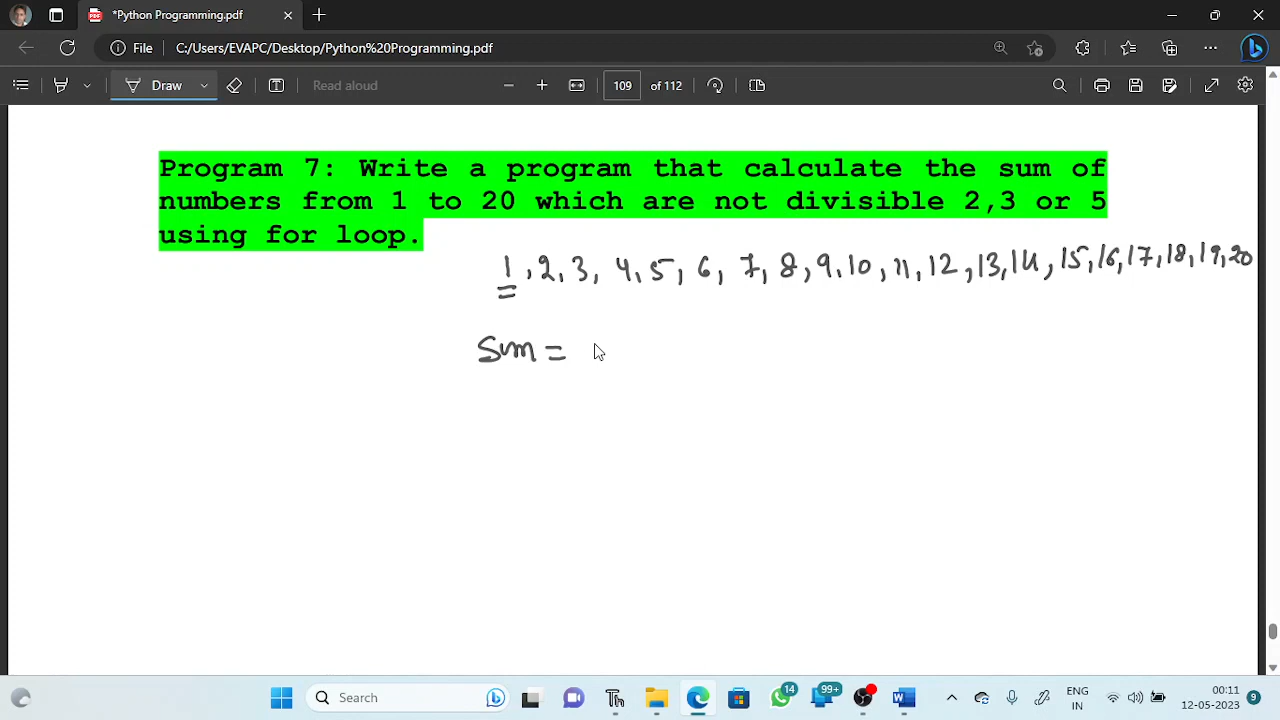 *Python Programming.pdf
File
C:/Users/EVAPC/Desktop/Python%20Programming.pdf
Draw
Read aloud
109 of 112
Program 7: Write a program that calculate the sum of
numbers from 1 to 20 which are not divisible 2,3 or 5
using for loop.
1, 2, 3, 4, 5, 6, 7, 8, 9, 10, 11, 12, 13, 14, 15, 16, 17, 18, 19, 20
Sum =
Search
14
99+
ENG
IN
00:11
12-05-2023
9